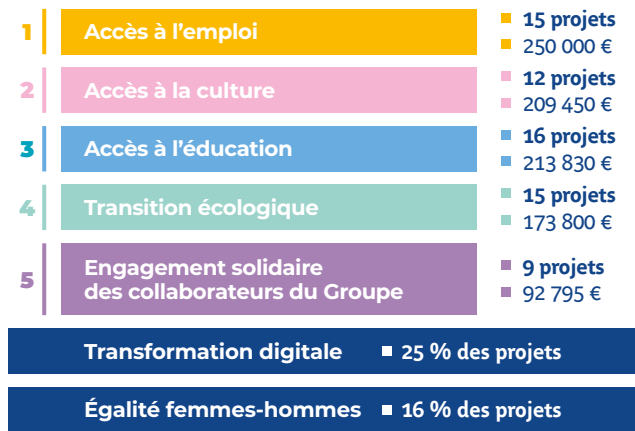 1 Accès à l'emploi
15 projets
250 000 €
2 Accès à la culture
12 projets
209 450 €
3 Accès à l'éducation
16 projets
213 830 €
4 Transition écologique
15 projets
173 800 €
5 Engagement solidaire
des collaborateurs du Groupe
9 projets
92 795 €
Transformation digitale 25 % des projets
Égalité femmes-hommes 16 % des projets